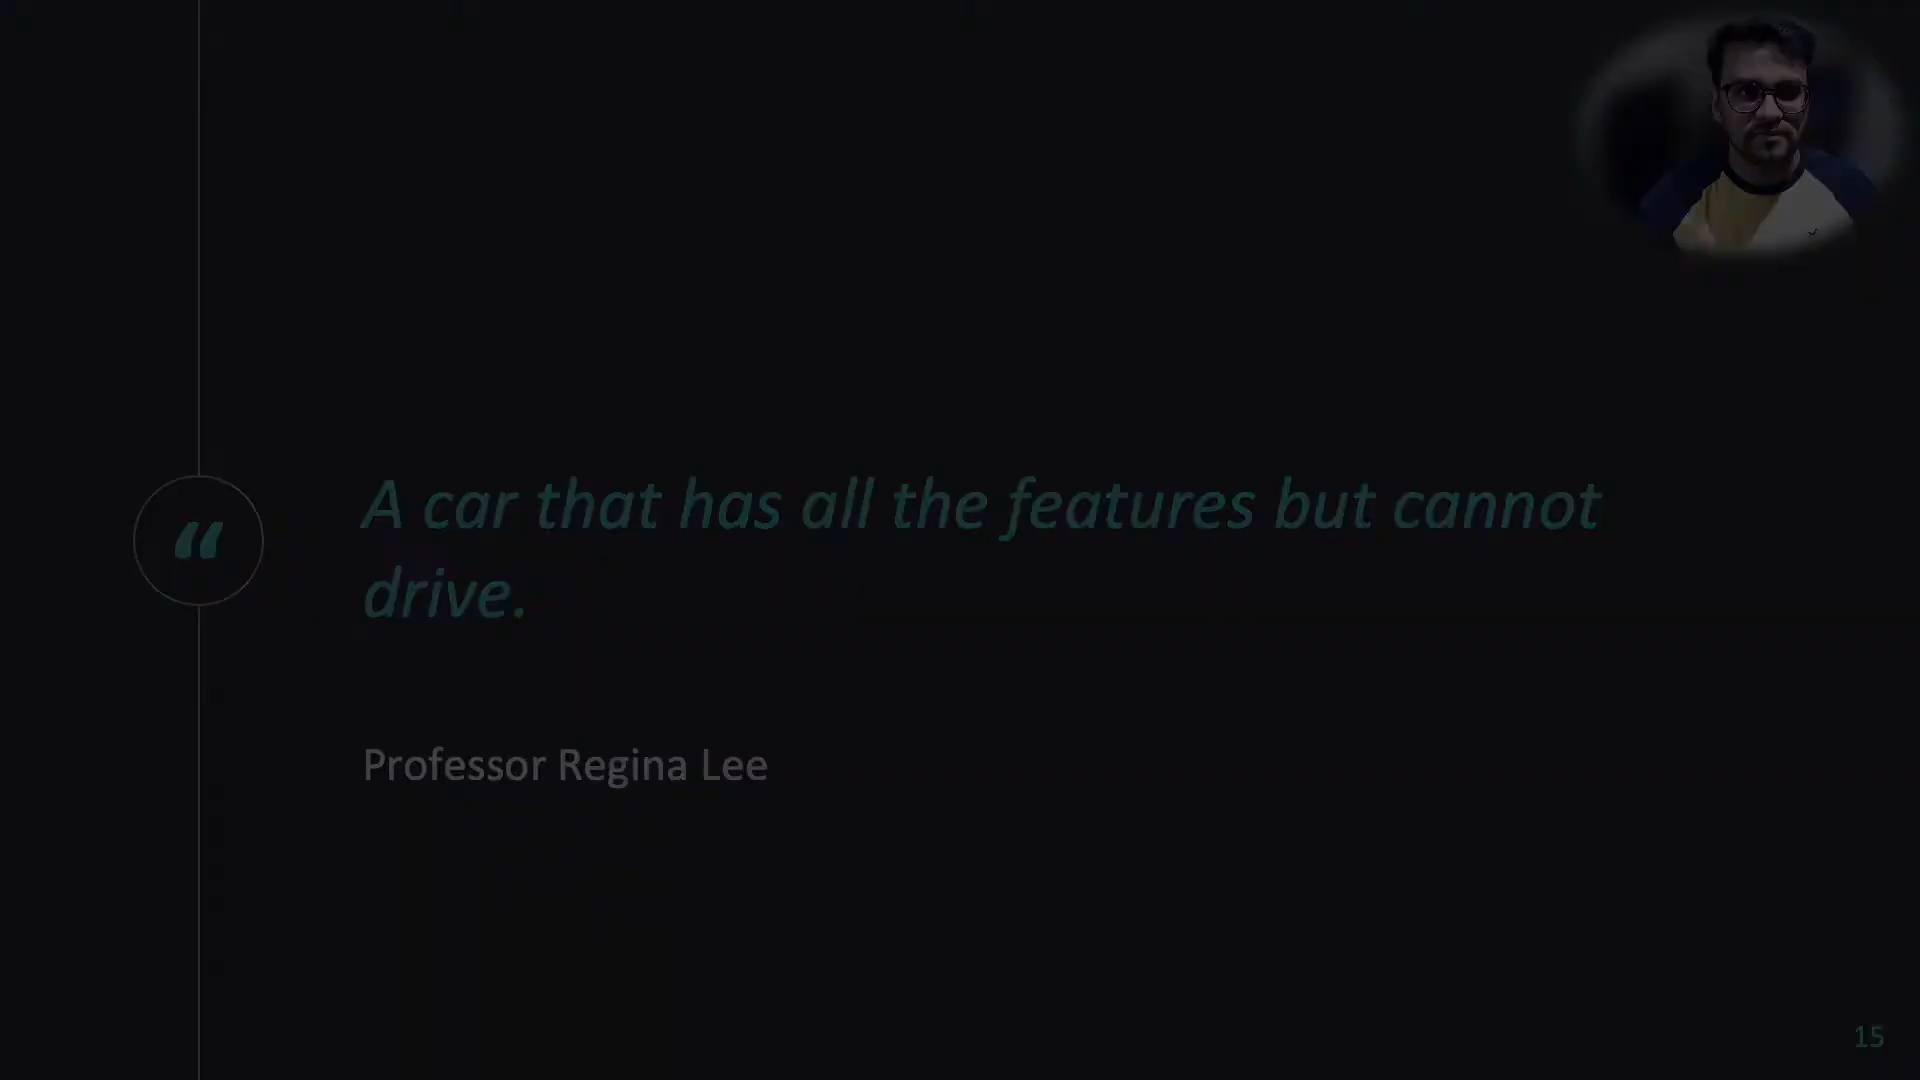 “
A car that has all the features but cannot
drive.
Professor Regina Lee
15